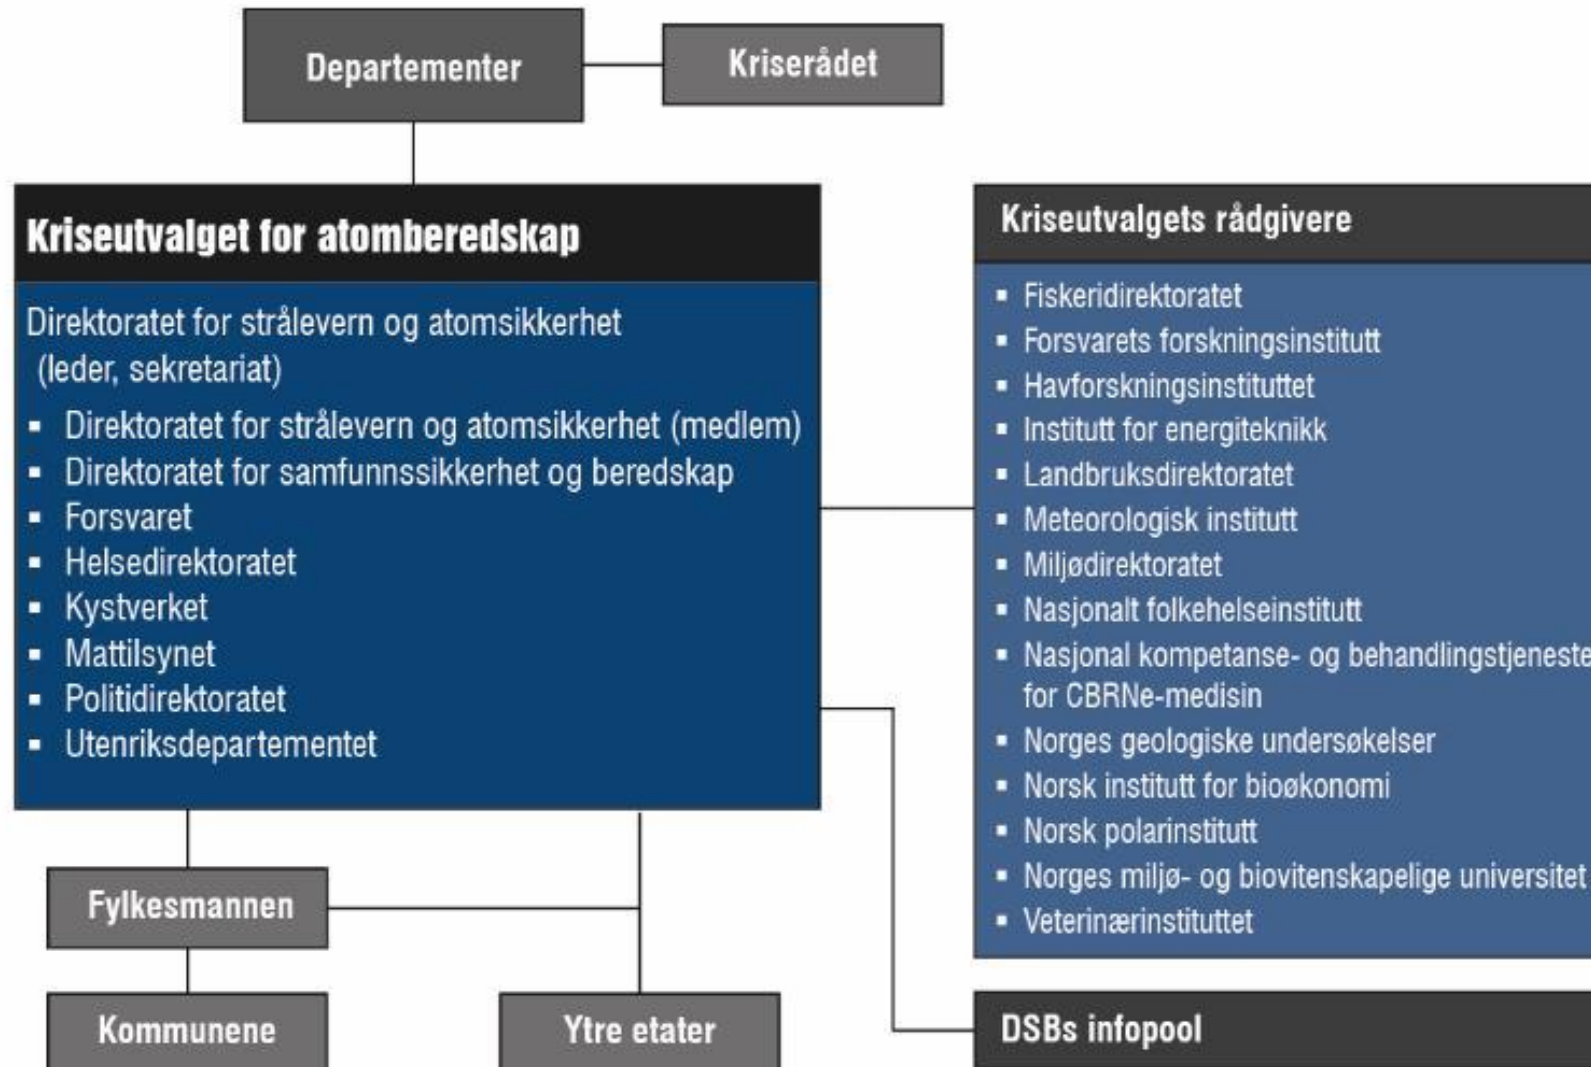 Departementer
Kriserådet
Kriseutvalget for atomberedskap
Direktoratet for strålevern og atomsikkerhet
(leder, sekretariat)
▪ Direktoratet for strålevern og atomsikkerhet (medlem)
▪ Direktoratet for samfunnssikkerhet og beredskap
▪ Forsvaret
▪ Helsedirektoratet
▪ Kystverket
▪ Mattilsynet
▪ Politidirektoratet
▪ Utenriksdepartementet
Kriseutvalgets rådgivere
▪ Fiskeridirektoratet
▪ Forsvarets forskningsinstitutt
▪ Havforskningsinstituttet
▪ Institutt for energiteknikk
▪ Landbruksdirektoratet
▪ Meteorologisk institutt
▪ Miljødirektoratet
▪ Nasjonalt folkehelseinstitutt
▪ Nasjonal kompetanse- og behandlingstjeneste
for CBRNe-medisin
▪ Norges geologiske undersøkelser
▪ Norsk institutt for bioøkonomi
▪ Norsk polarinstitutt
▪ Norges miljø- og biovitenskapelige universitet
▪ Veterinærinstituttet
Fylkesmannen
Kommunene
Ytre etater
DSBs infopool